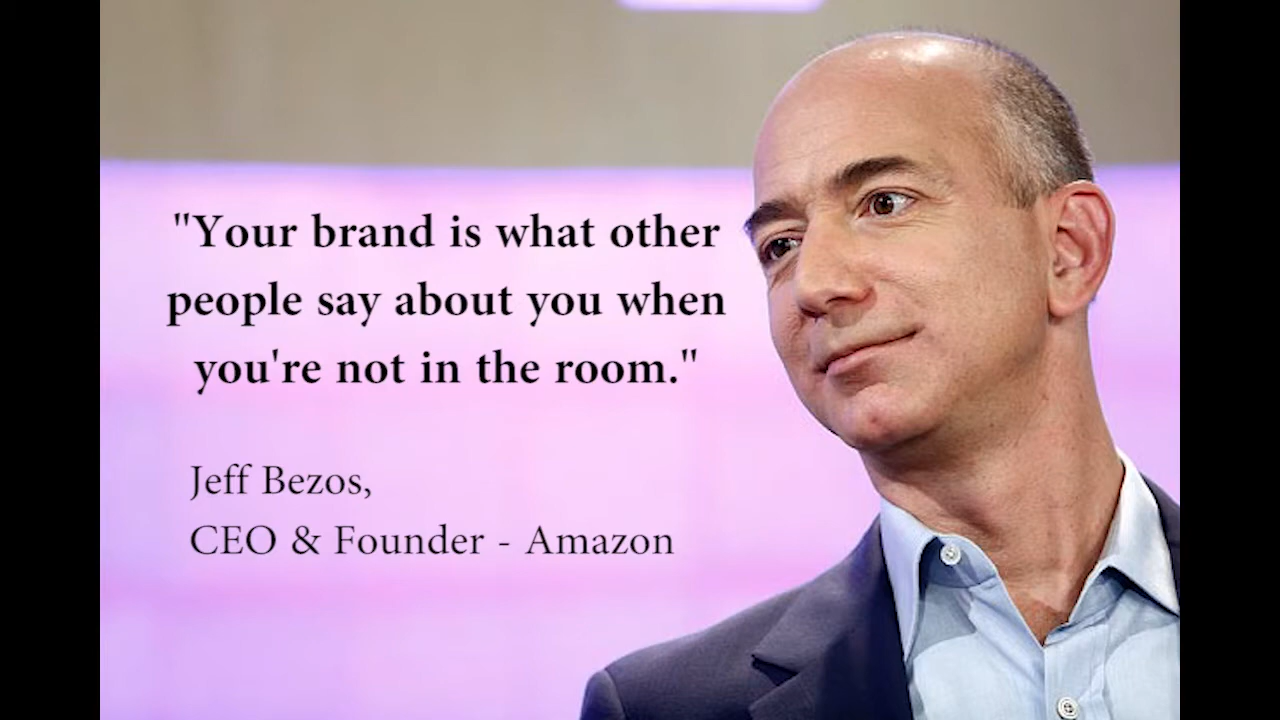 "Your brand is what other
people say about you when
you're not in the room."
Jeff Bezos,
CEO & Founder - Amazon